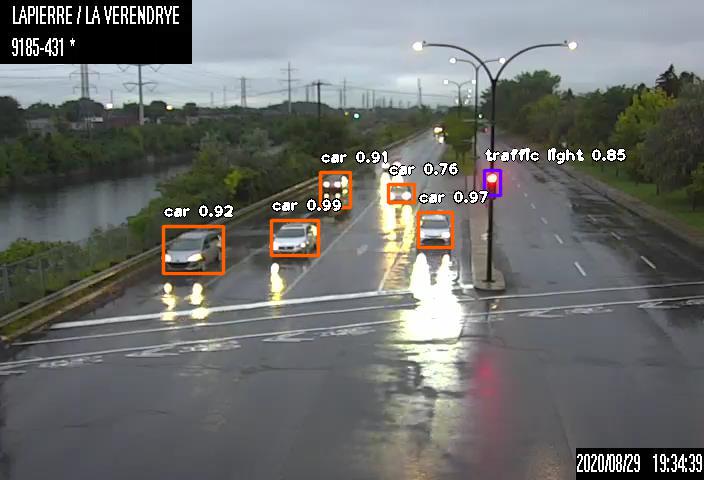 LAPIERRE / LA VERENDRYE
9185-431 *
traffic light 0.85
car 0.91
car 0.76
car 0.97
car 0.99
car 0.92
2020/08/29 19:34:39